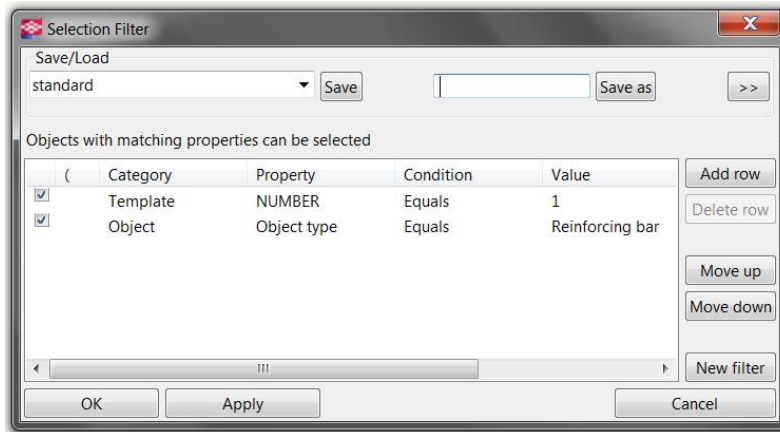 Selection Filter
X
Save/Load
standard
Save
Save as
>>
Objects with matching properties can be selected
( Category Property Condition Value
Template NUMBER Equals 1
Object Object type Equals Reinforcing bar
Add row
Delete row
Move up
Move down
New filter
OK
Apply
Cancel